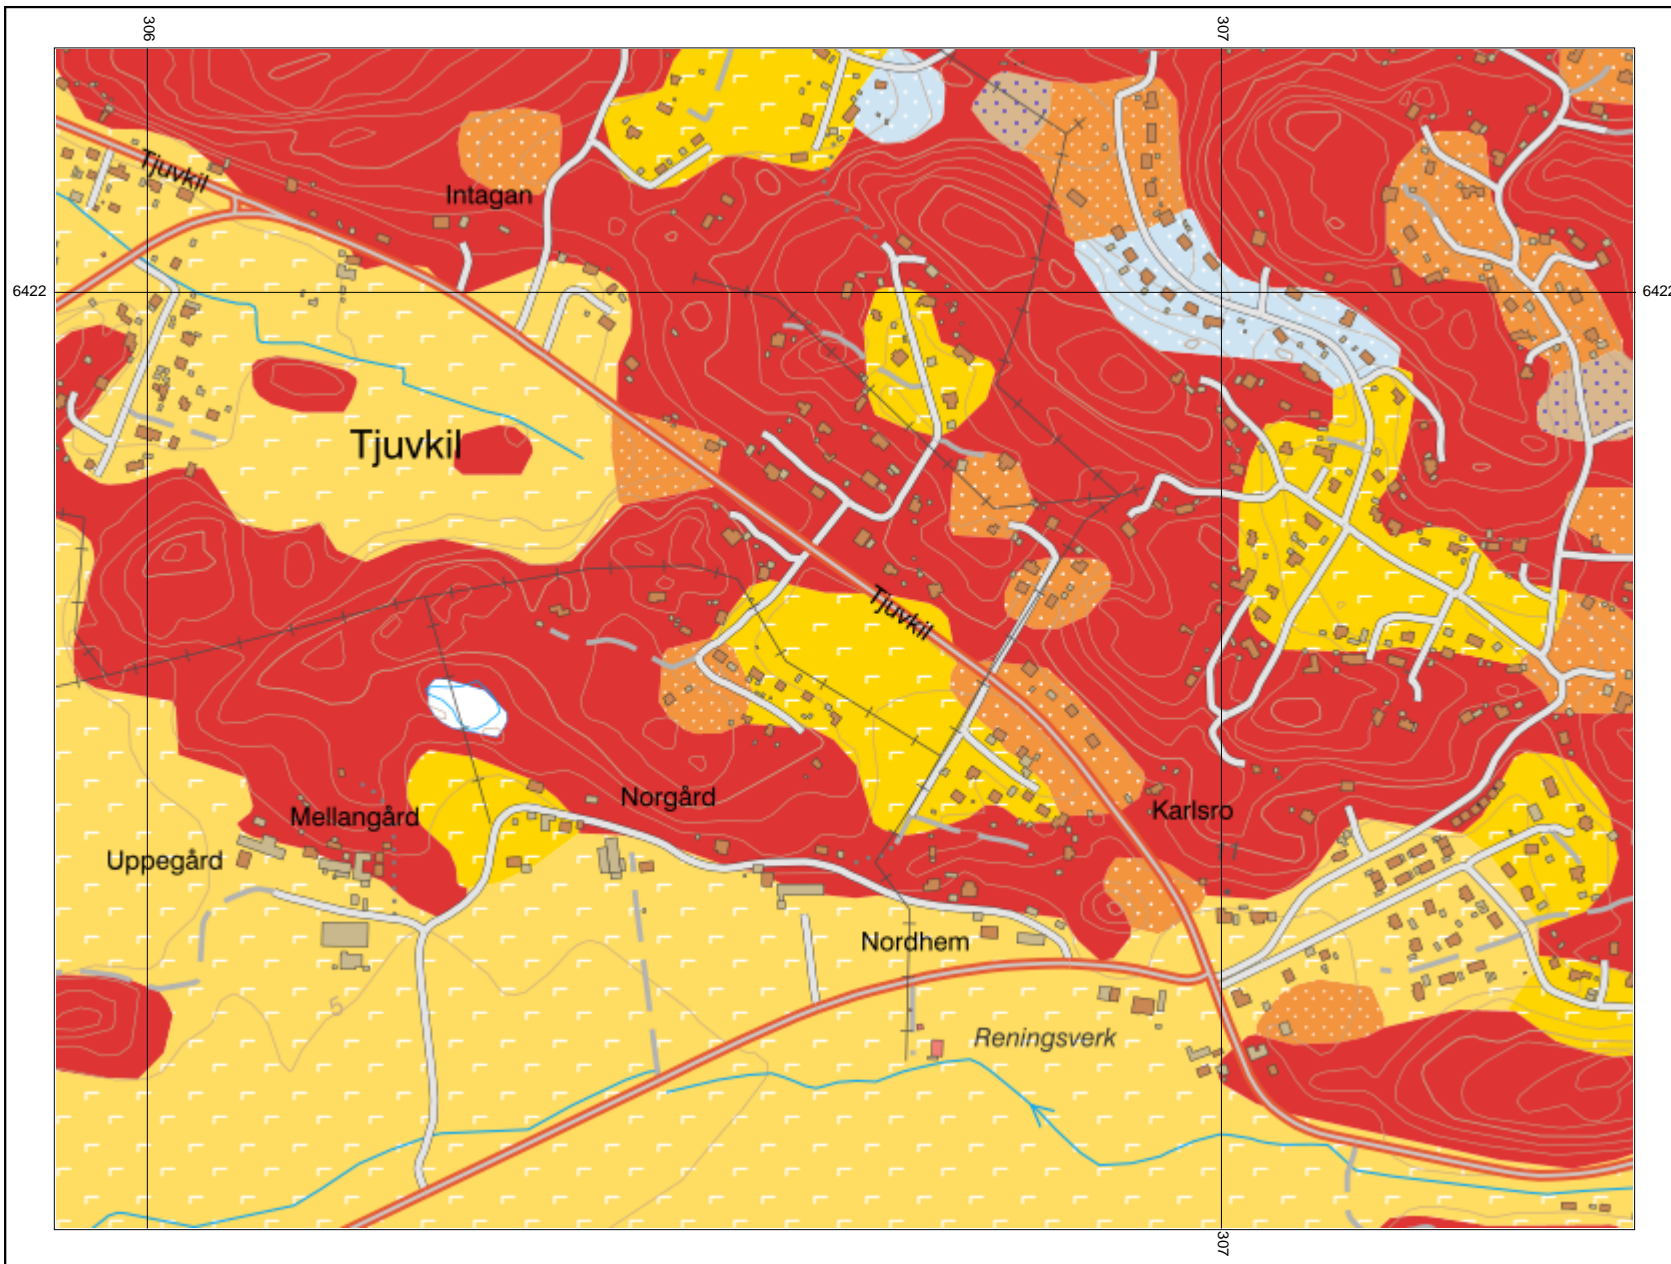 306
307
Tjuvkil
Intagan
6422
6422
Tjuvkil
Tjuvkil
Norgård
Mellangård
Karlsro
Uppegård
Nordhem
5
Reningsverk
307